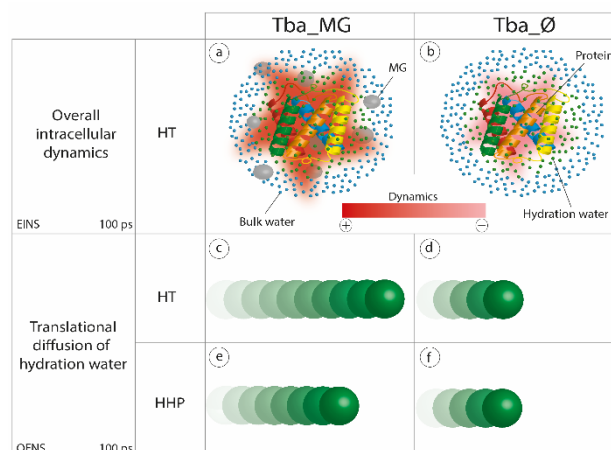 Tba_MG
Tba_Ø
Overall
intracellular
dynamics
EINS
100 ps
HT
a
MG
Bulk water
b
Protein
Hydration water
Dynamics
+
−
Translational
diffusion of
hydration water
QENS
100 ps
HT
c
d
HHP
e
f